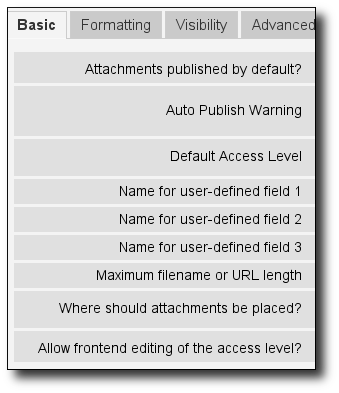 Basic Formatting Visibility Advanced
Attachments published by default?
Auto Publish Warning
Default Access Level
Name for user-defined field 1
Name for user-defined field 2
Name for user-defined field 3
Maximum filename or URL length
Where should attachments be placed?
Allow frontend editing of the access level?